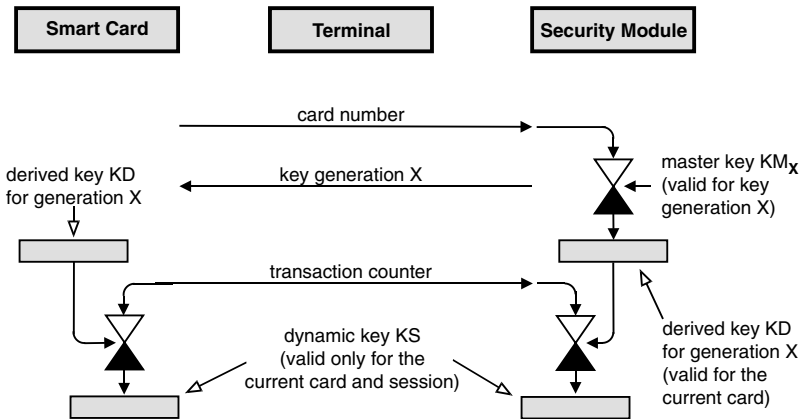 Smart Card
Terminal
Security Module
card number
derived key KD
for generation X
key generation X
master key KMX
(valid for key
generation X)
transaction counter
dynamic key KS
(valid only for the
current card and session)
derived key KD
for generation X
(valid for the
current card)